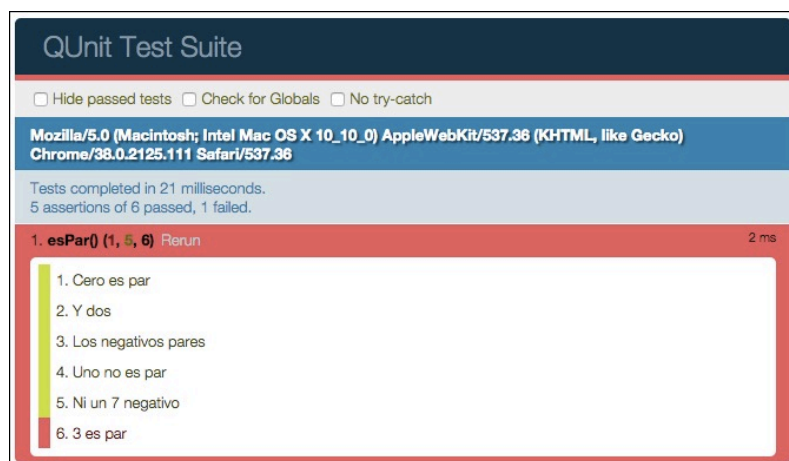 QUnit Test Suite
Hide passed tests Check for Globals No try-catch
Mozilla/5.0 (Macintosh; Intel Mac OS X 10_10_0) AppleWebKit/537.36 (KHTML, like Gecko)
Chrome/38.0.2125.111 Safari/537.36
Tests completed in 21 milliseconds.
5 assertions of 6 passed, 1 failed.
1. esPar() (1, 5, 6) Rerun 2 ms
1. Cero es par
2. Y dos
3. Los negativos pares
4. Uno no es par
5. Ni un 7 negativo
6. 3 es par